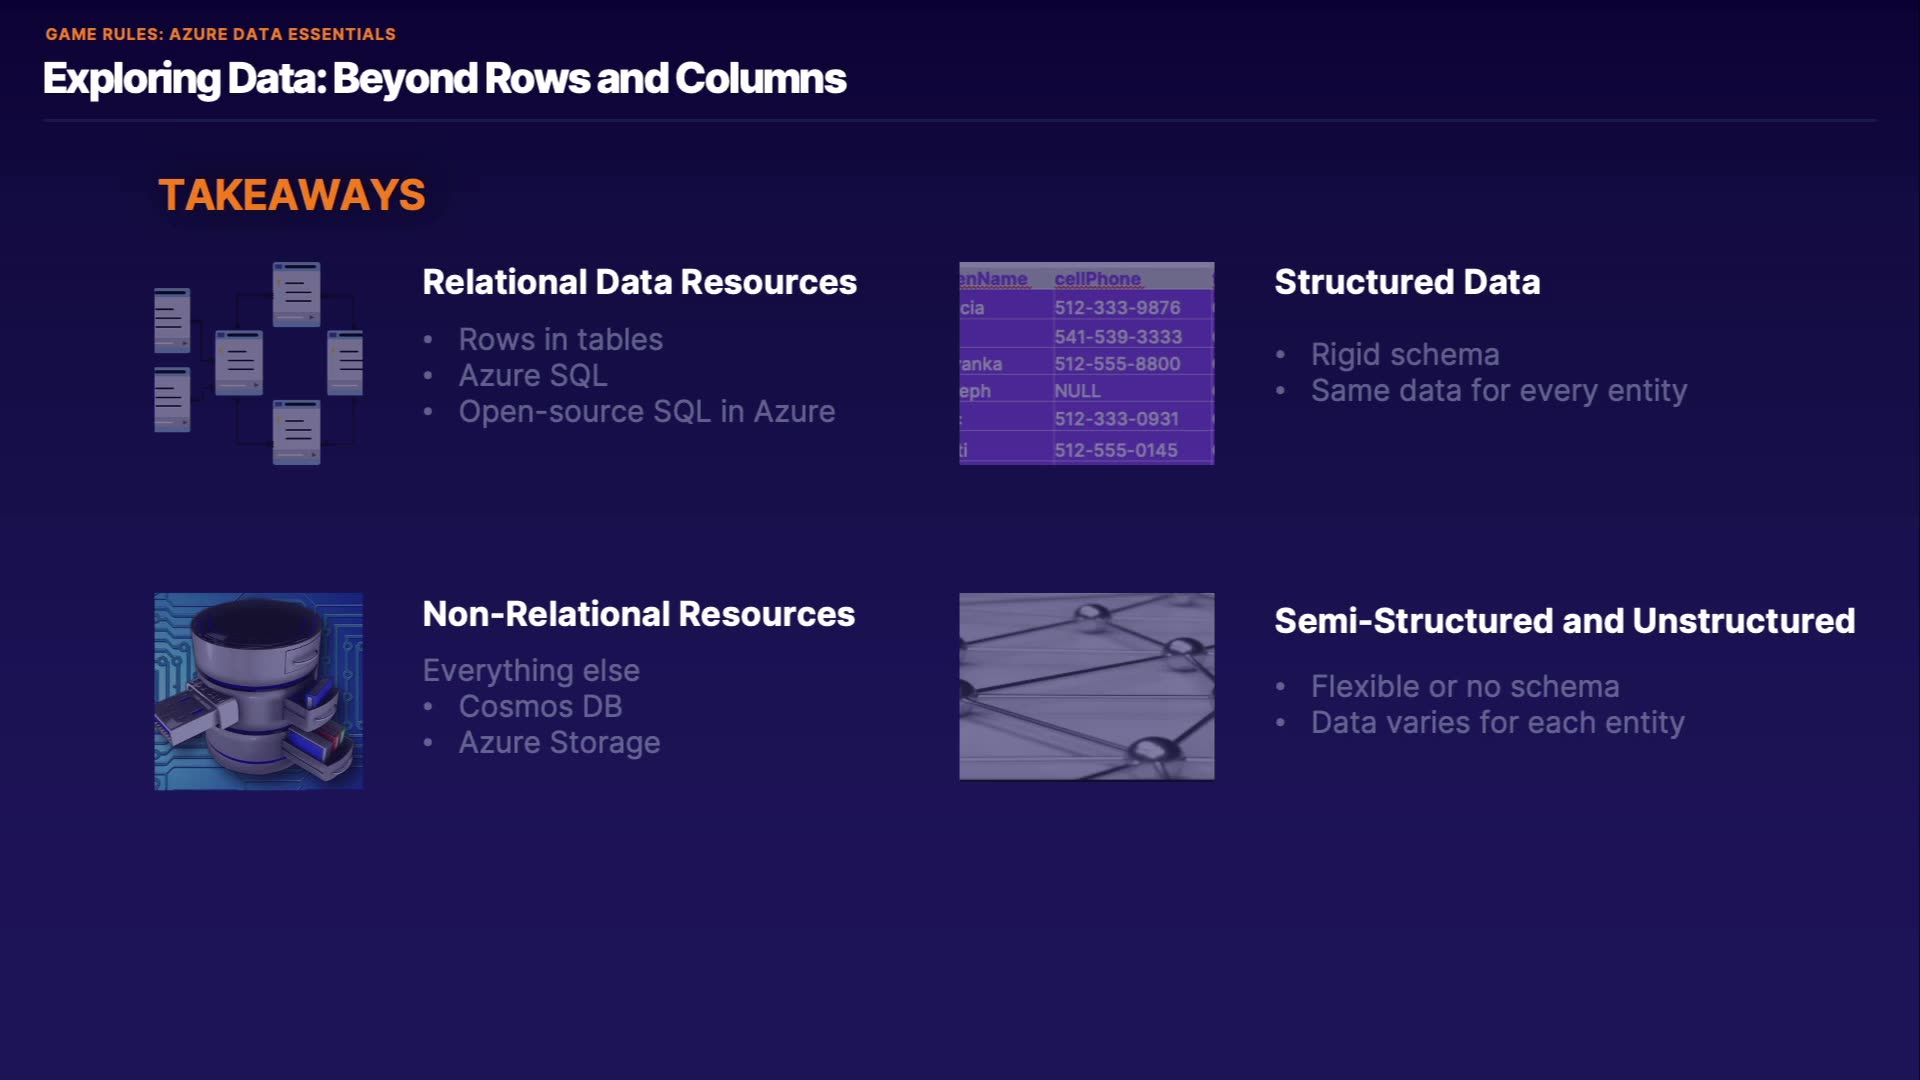 GAME RULES: AZURE DATA ESSENTIALS
Exploring Data: Beyond Rows and Columns
TAKEAWAYS
Relational Data Resources
• Rows in tables
• Azure SQL
• Open-source SQL in Azure
enName cellPhone
cia 512-333-9876
541-539-3333
anka 512-555-8800
eph NULL
512-333-0931
ti 512-555-0145
Structured Data
• Rigid schema
• Same data for every entity
Non-Relational Resources
Everything else
• Cosmos DB
• Azure Storage
Semi-Structured and Unstructured
• Flexible or no schema
• Data varies for each entity